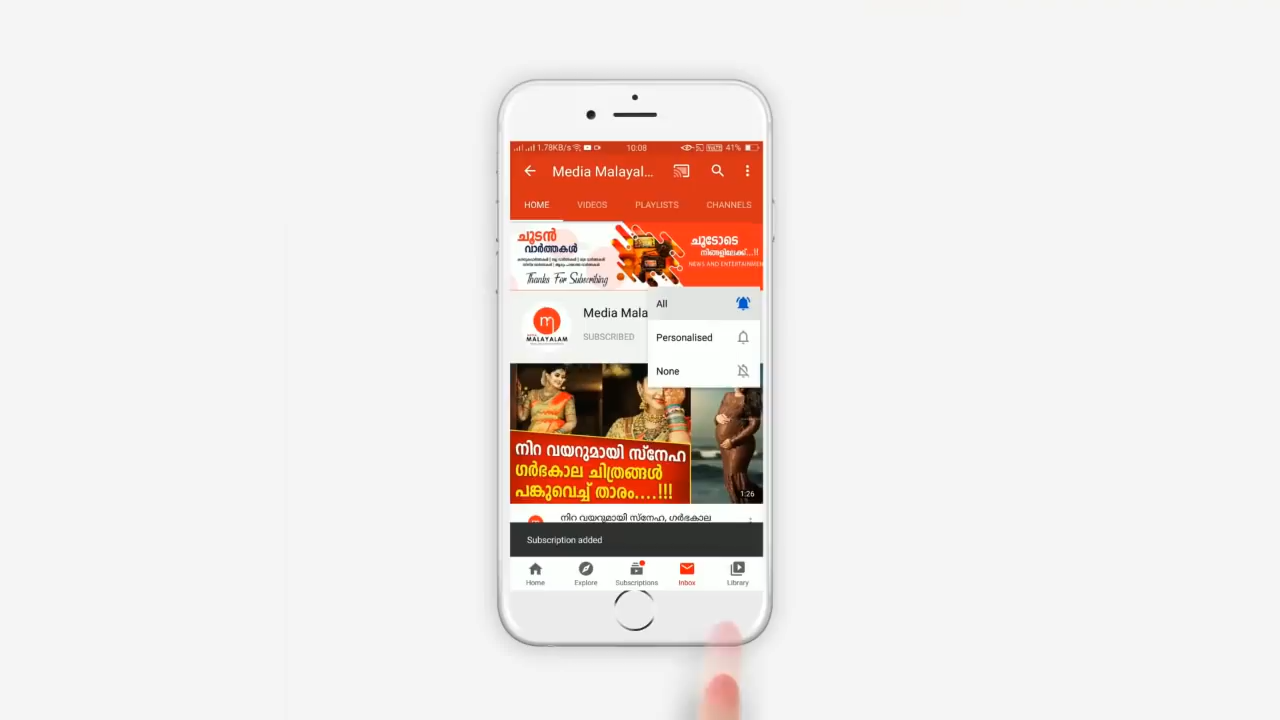 1.78KB/s 10:08 41%
Media Malayal...
HOME VIDEOS PLAYLISTS CHANNELS
ചൂടൻ
വാർത്തകൾ
Thanks For Subscribing
ചൂടോടെ
നിങ്ങളിലേക്ക്...!!
NEWS AND ENTERTAINMEN
Media Mala
SUBSCRIBED
m
MALAYALAM
All
Personalised
None
നിറ വയറുമായി സ്നേഹ
ഗർഭകാല ചിത്രങ്ങൾ
പങ്കുവെച്ച് താരം....!!!
1:26
നിറ വയറുമായി സ്നേഹ, ഗർഭകാല
Subscription added
Home Explore Subscriptions Inbox Library